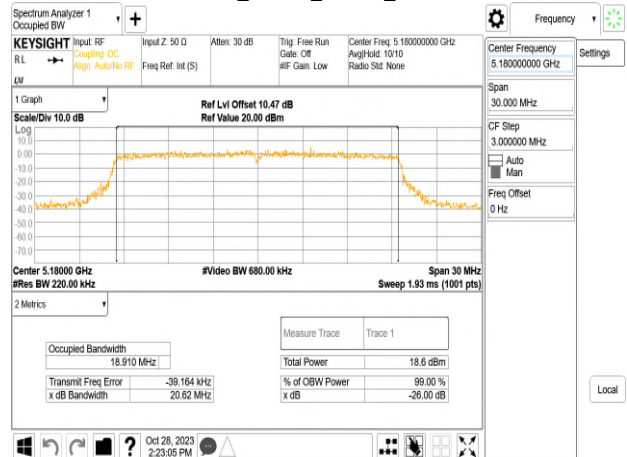 Spectrum Analyzer 1
Occupied BW
+
Frequency
KEYSIGHT
RL
Input: RF
Coupling: DC
Align: Auto/No RF
Input Z: 50 Ω
Freq Ref: Int (S)
Atten: 30 dB
Trig: Free Run
Gate: Off
#IF Gain: Low
Center Freq: 5.180000000 GHz
Avg|Hold: 10/10
Radio Std: None
Center Frequency
5.180000000 GHz
Settings
Span
30.000 MHz
CF Step
3.000000 MHz
Auto
Man
Freq Offset
0 Hz
1 Graph
Scale/Div 10.0 dB
Ref Lvl Offset 10.47 dB
Ref Value 20.00 dBm
Log
10.0
0.00
-10.0
-20.0
-30.0
-40.0
-50.0
-60.0
-70.0
Center 5.18000 GHz
#Res BW 220.00 kHz
#Video BW 680.00 kHz
Span 30 MHz
Sweep 1.93 ms (1001 pts)
2 Metrics
Measure Trace
Trace 1
Occupied Bandwidth
18.910 MHz
Total Power
18.6 dBm
Transmit Freq Error
-39.164 kHz
% of OBW Power
99.00 %
x dB Bandwidth
20.62 MHz
x dB
-26.00 dB
Local
?
Oct 28, 2023
2:23:05 PM